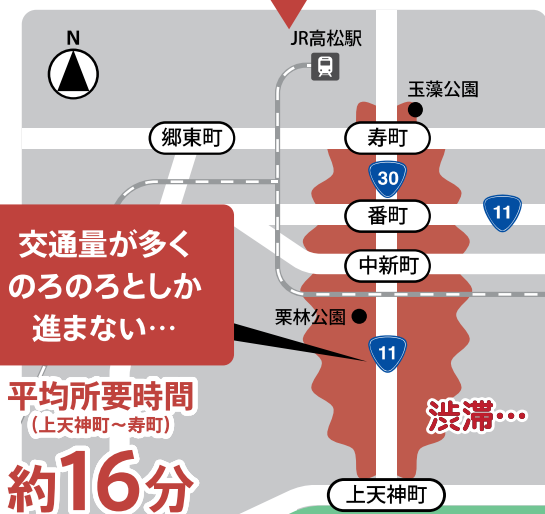 N
JR高松駅
玉藻公園
郷東町
寿町
30
番町
11
交通量が多く
のろのろとしか
進まない…
中新町
栗林公園
11
平均所要時間
(上天神町〜寿町)
約16分
渋滞…
上天神町